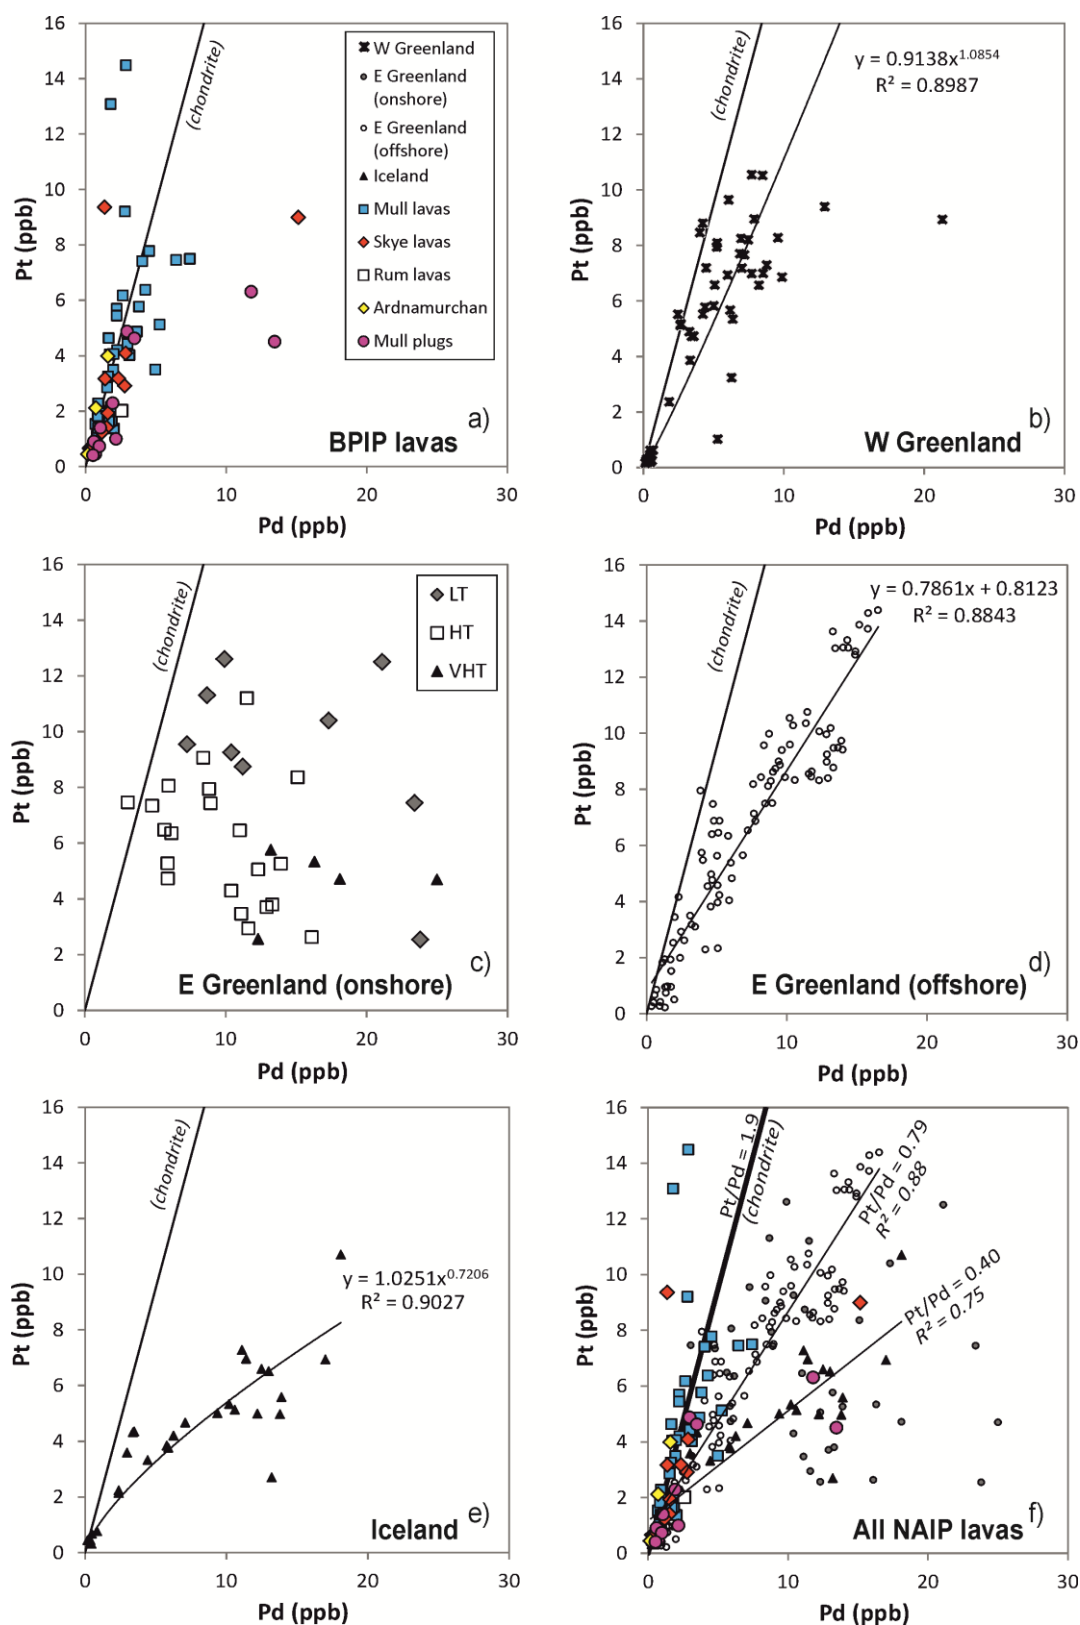 16
14
12
10
8
6
4
2
0
Pt (ppb)
0 10 20 30
Pd (ppb)
(chondrite)
W Greenland
E Greenland
(onshore)
E Greenland
(offshore)
Iceland
Mull lavas
Skye lavas
Rum lavas
Ardnamurchan
Mull plugs
a)
BPIP lavas
16
14
12
10
8
6
4
2
0
Pt (ppb)
0 10 20 30
Pd (ppb)
(chondrite)
y = 0.9138x^1.0854
R² = 0.8987
b)
W Greenland
16
14
12
10
8
6
4
2
0
Pt (ppb)
0 10 20 30
Pd (ppb)
(chondrite)
LT
HT
VHT
c)
E Greenland (onshore)
16
14
12
10
8
6
4
2
0
Pt (ppb)
0 10 20 30
Pd (ppb)
(chondrite)
y = 0.7861x + 0.8123
R² = 0.8843
d)
E Greenland (offshore)
16
14
12
10
8
6
4
2
0
Pt (ppb)
0 10 20 30
Pd (ppb)
(chondrite)
y = 1.0251x^0.7206
R² = 0.9027
e)
Iceland
16
14
12
10
8
6
4
2
0
Pt (ppb)
0 10 20 30
Pd (ppb)
Pt/Pd = 1.9
(chondrite)
Pt/Pd = 0.79
R² = 0.88
Pt/Pd = 0.40
R² = 0.75
f)
All NAIP lavas